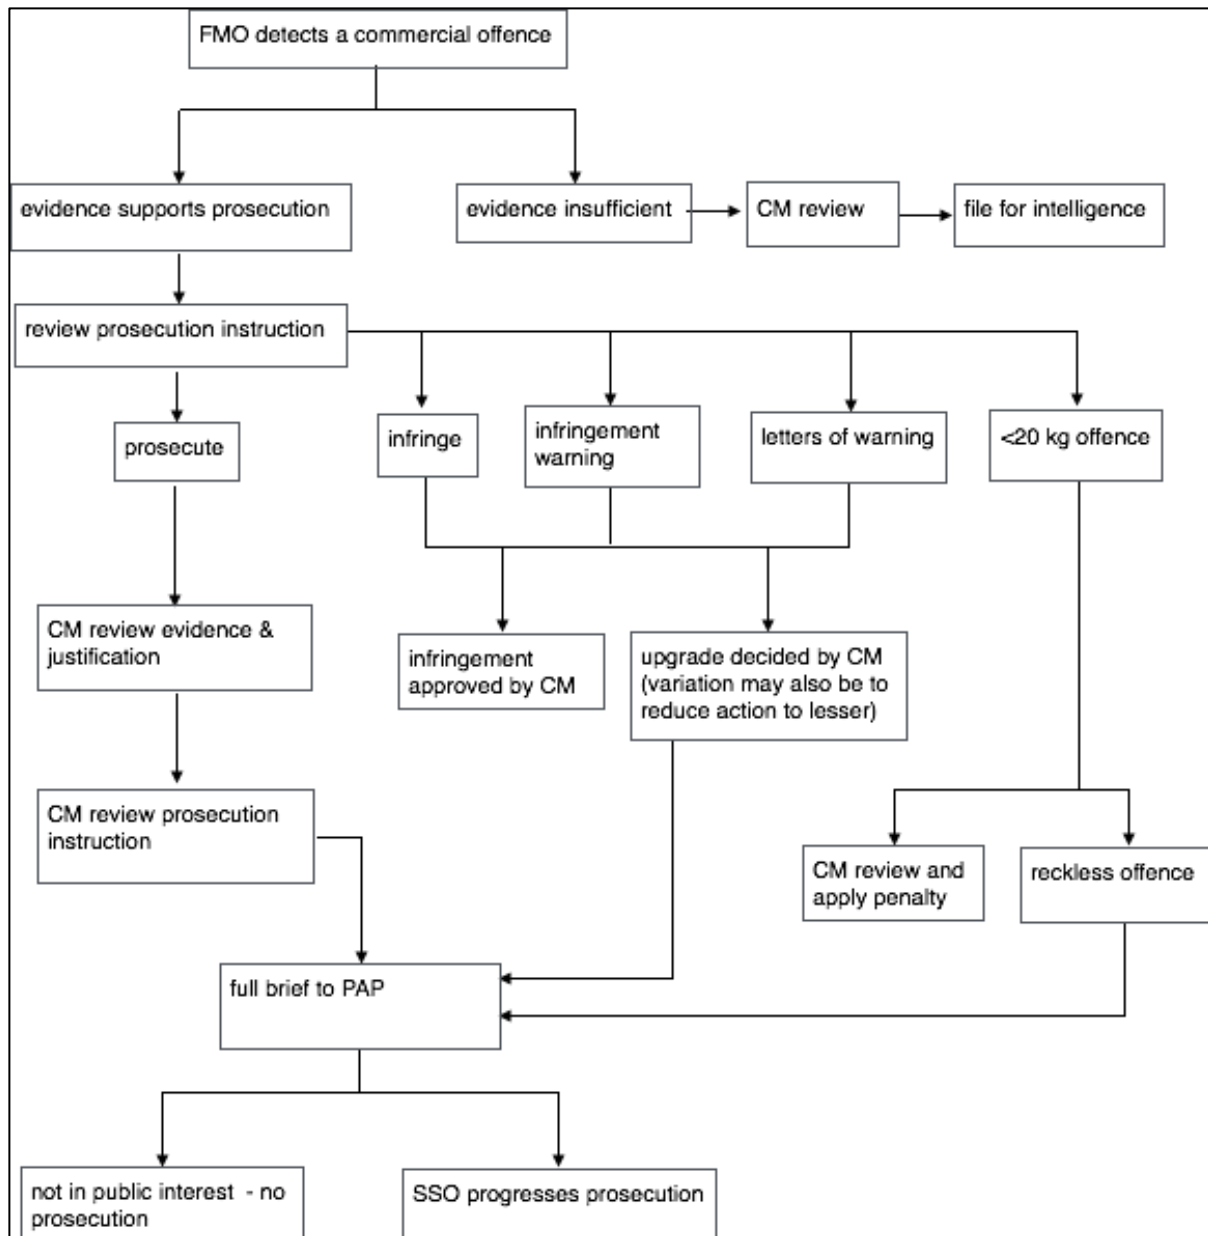 FMO detects a commercial offence
evidence supports prosecution
evidence insufficient
CM review
file for intelligence
review prosecution instruction
prosecute
infringe
infringement
warning
letters of warning
<20 kg offence
CM review evidence &
justification
infringement
approved by CM
upgrade decided by CM
(variation may also be to
reduce action to lesser)
CM review prosecution
instruction
CM review and
apply penalty
reckless offence
full brief to PAP
not in public interest - no
prosecution
SSO progresses prosecution